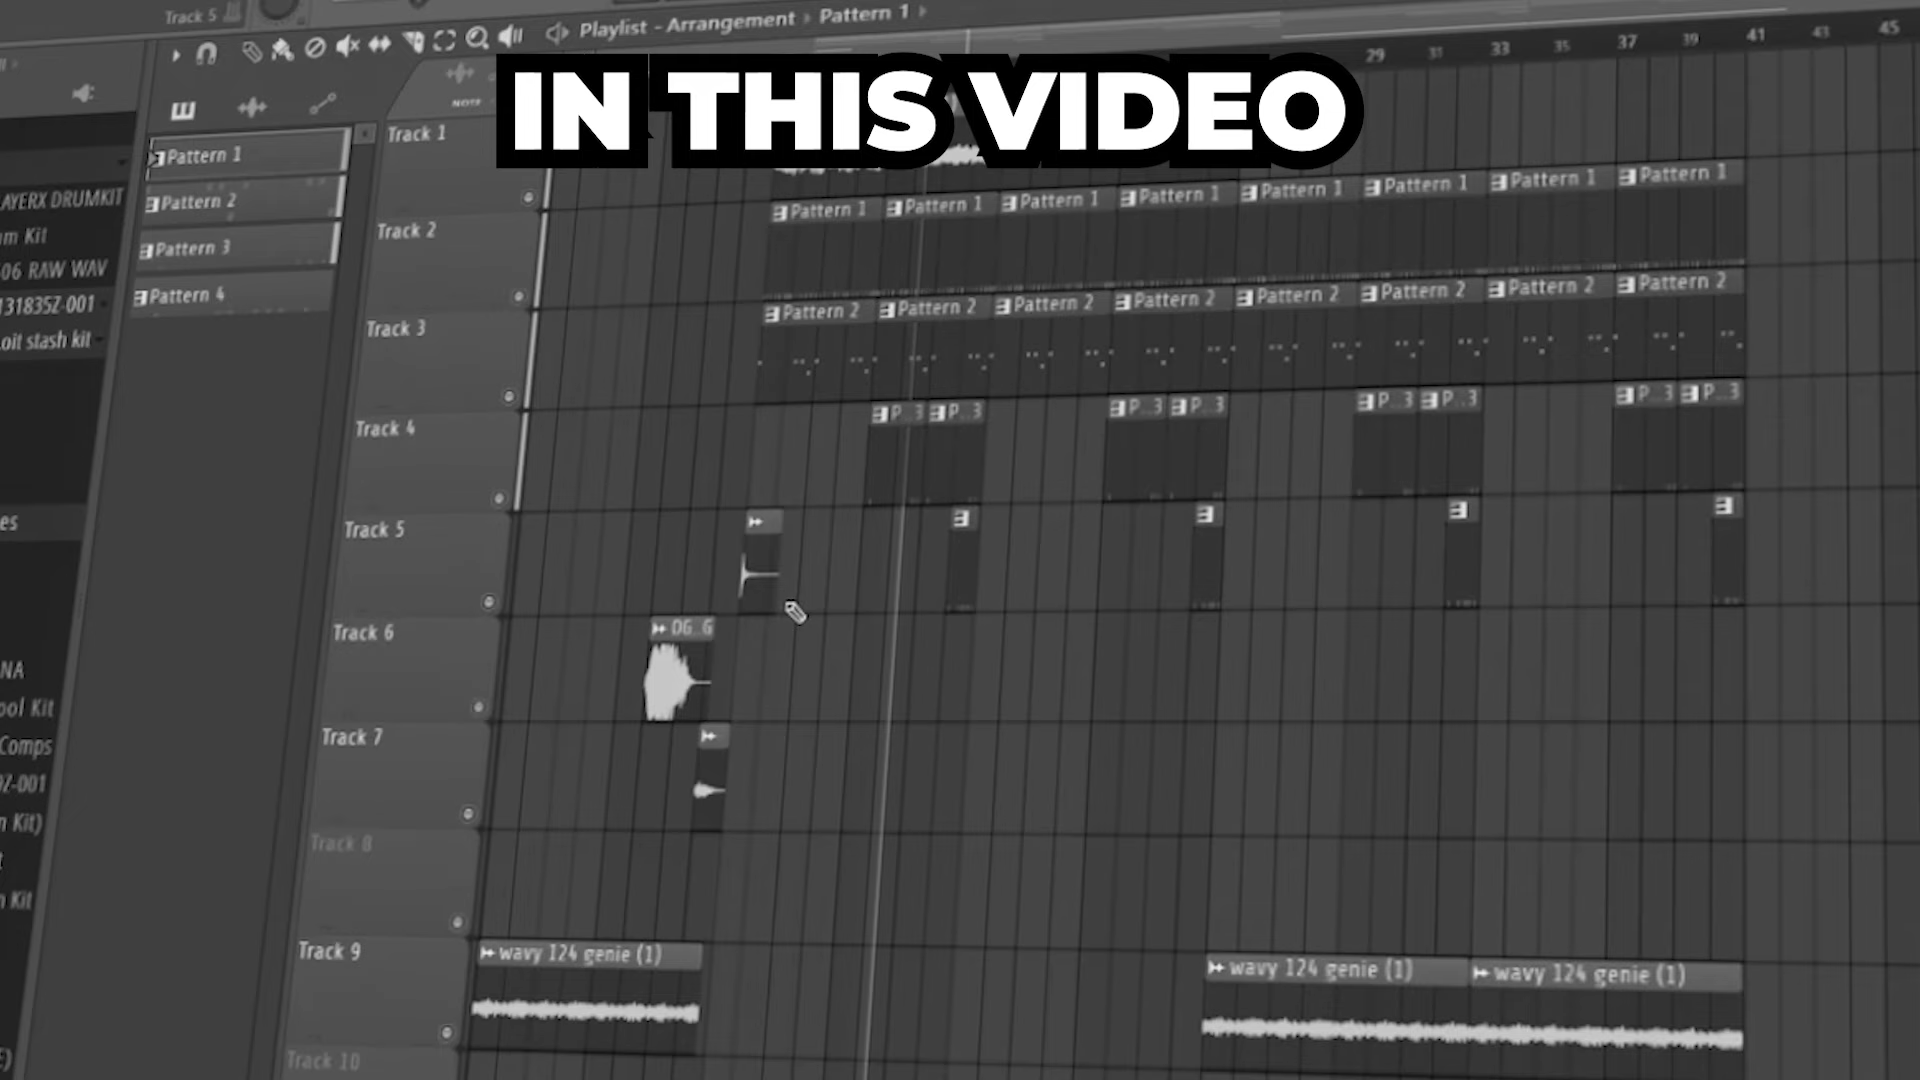 Track 5
Playlist - Arrangement › Pattern 1 ›
29 31 33 35 37 39 41 43 45
IN THIS VIDEO
NOTE
Pattern 1
Pattern 2
Pattern 3
Pattern 4
AYERX DRUMKIT
m Kit
06 RAW WAV
131835Z-001
oit stash kit
es
NA
ool Kit
Comps
9Z-001
n Kit)
t
n Kit
E)
Track 1
Track 2
Pattern 1 Pattern 1 Pattern 1 Pattern 1 Pattern 1 Pattern 1 Pattern 1 Pattern 1
Track 3
Pattern 2 Pattern 2 Pattern 2 Pattern 2 Pattern 2 Pattern 2 Pattern 2 Pattern 2
Track 4
P...3 P...3 P...3 P...3 P...3 P...3 P...3 P...3
Track 5
Track 6
OG...G
Track 7
Track 8
Track 9
wavy 124 genie (1) wavy 124 genie (1) wavy 124 genie (1)
Track 10